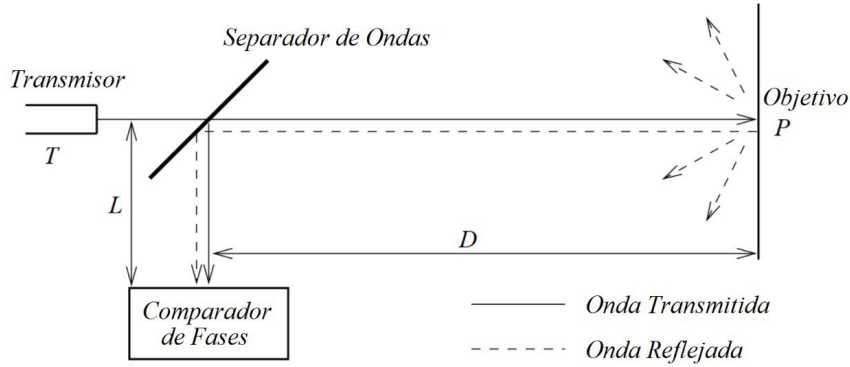 Separador de Ondas
Transmisor
T
Objetivo
P
L
D
Comparador
de Fases
Onda Transmitida
Onda Reflejada